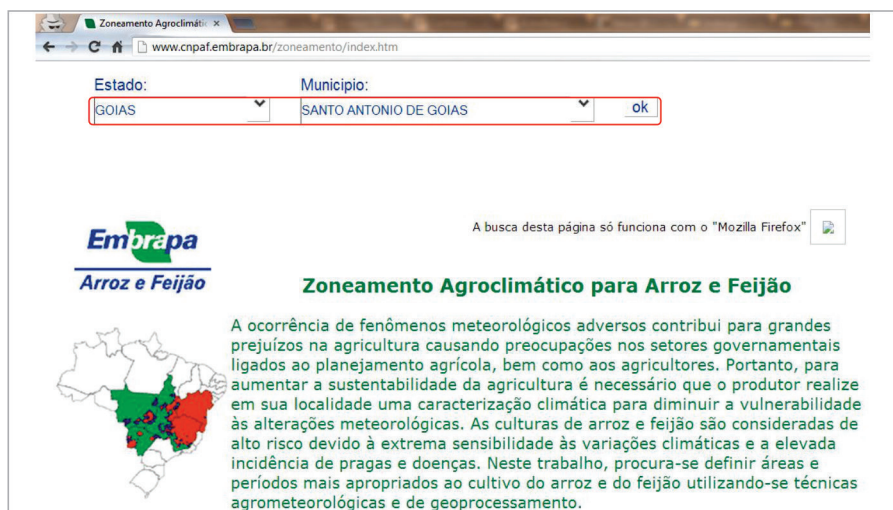 Zoneamento Agroclimátic
www.cnpaf.embrapa.br/zoneamento/index.htm
Estado:
Municipio:
GOIAS
SANTO ANTONIO DE GOIAS
ok
A busca desta página só funciona com o "Mozilla Firefox"
Embrapa
Arroz e Feijão
Zoneamento Agroclimático para Arroz e Feijão
A ocorrência de fenômenos meteorológicos adversos contribui para grandes
prejuízos na agricultura causando preocupações nos setores governamentais
ligados ao planejamento agrícola, bem como aos agricultores. Portanto, para
aumentar a sustentabilidade da agricultura é necessário que o produtor realize
em sua localidade uma caracterização climática para diminuir a vulnerabilidade
às alterações meteorológicas. As culturas de arroz e feijão são consideradas de
alto risco devido à extrema sensibilidade às variações climáticas e a elevada
incidência de pragas e doenças. Neste trabalho, procura-se definir áreas e
períodos mais apropriados ao cultivo do arroz e do feijão utilizando-se técnicas
agrometeorológicas e de geoprocessamento.